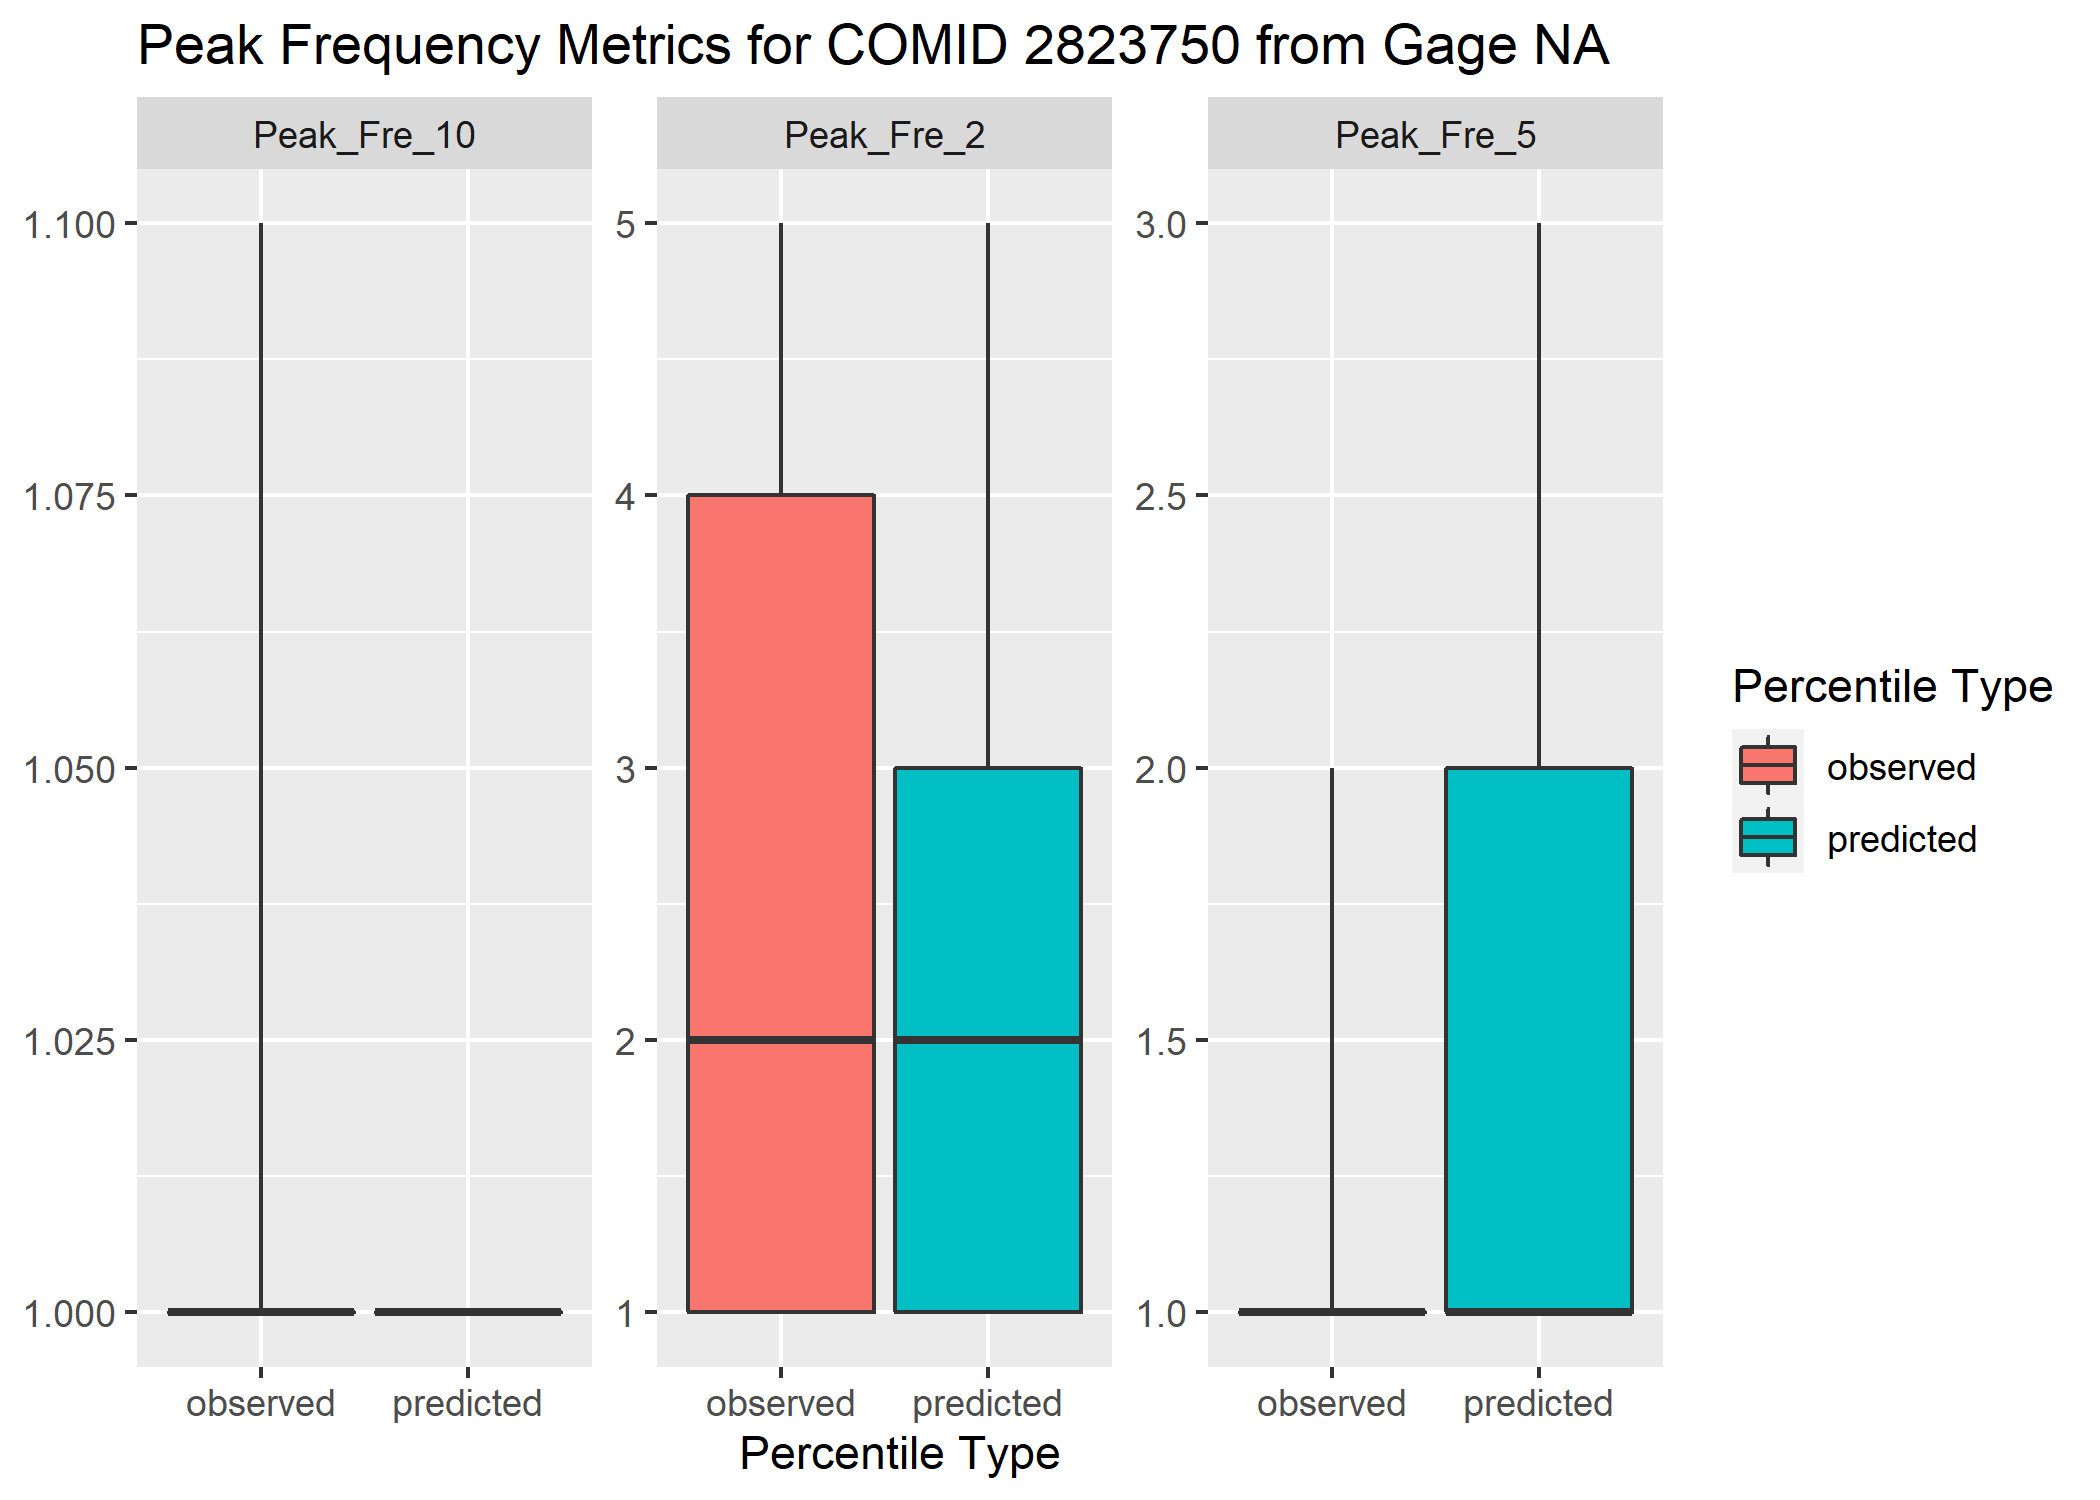 Peak Frequency Metrics for COMID 2823750 from Gage NA
Peak_Fre_10
Peak_Fre_2
Peak_Fre_5
1.100
1.075
1.050
1.025
1.000
5
4
3
2
1
3.0
2.5
2.0
1.5
1.0
observed
predicted
observed
predicted
observed
predicted
Percentile Type
Percentile Type
observed
predicted